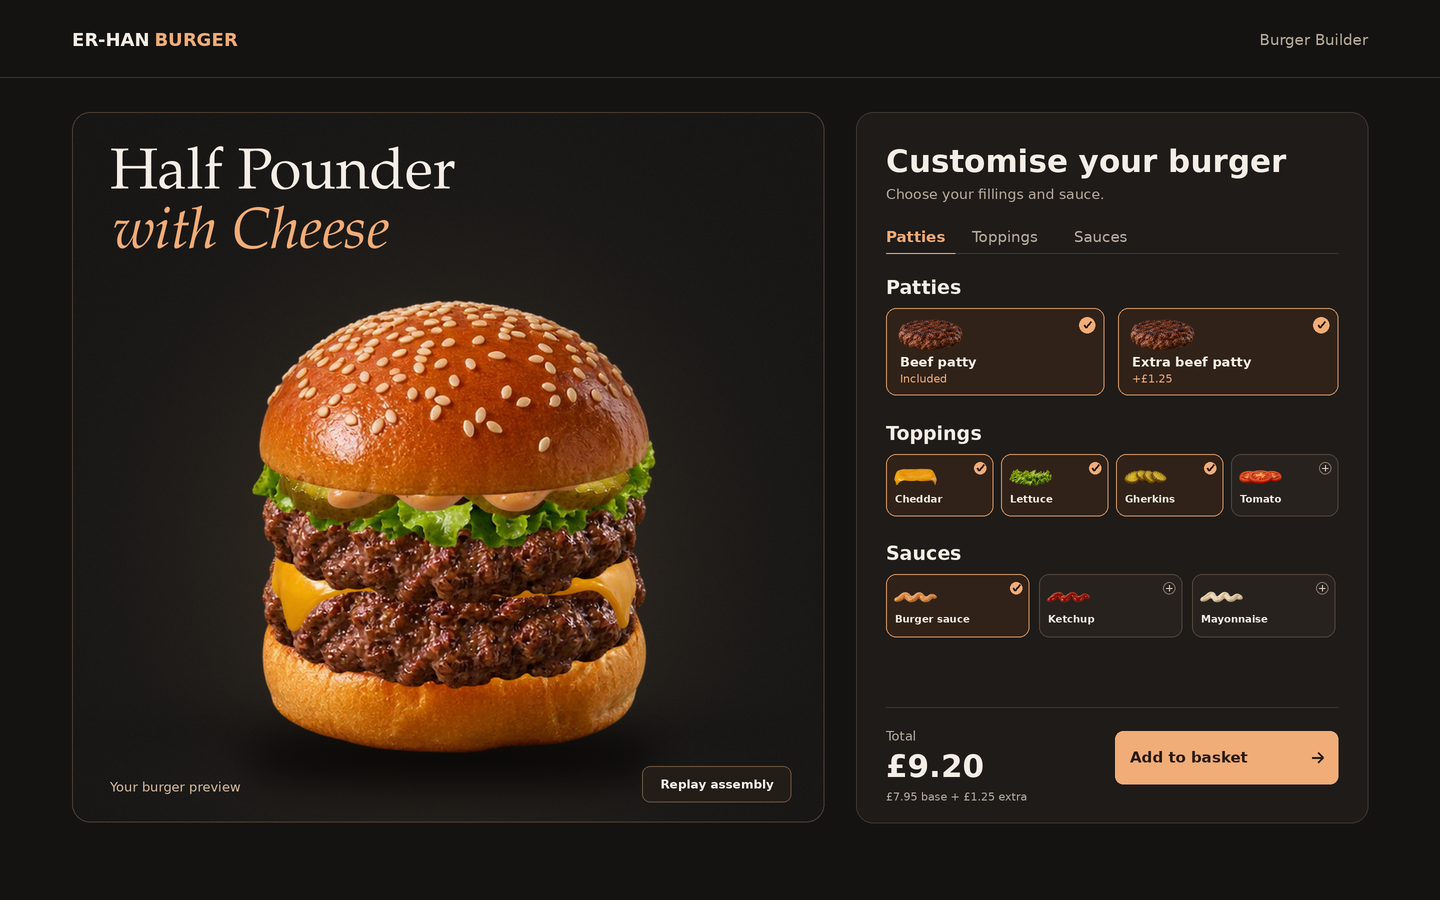 ER-HAN BURGER
Burger Builder
Half Pounder
with Cheese
Your burger preview
Replay assembly
Customise your burger
Choose your fillings and sauce.
Patties Toppings Sauces
Patties
Beef patty
Included
Extra beef patty
+£1.25
Toppings
Cheddar
Lettuce
Gherkins
Tomato
Sauces
Burger sauce
Ketchup
Mayonnaise
Total
£9.20
£7.95 base + £1.25 extra
Add to basket →